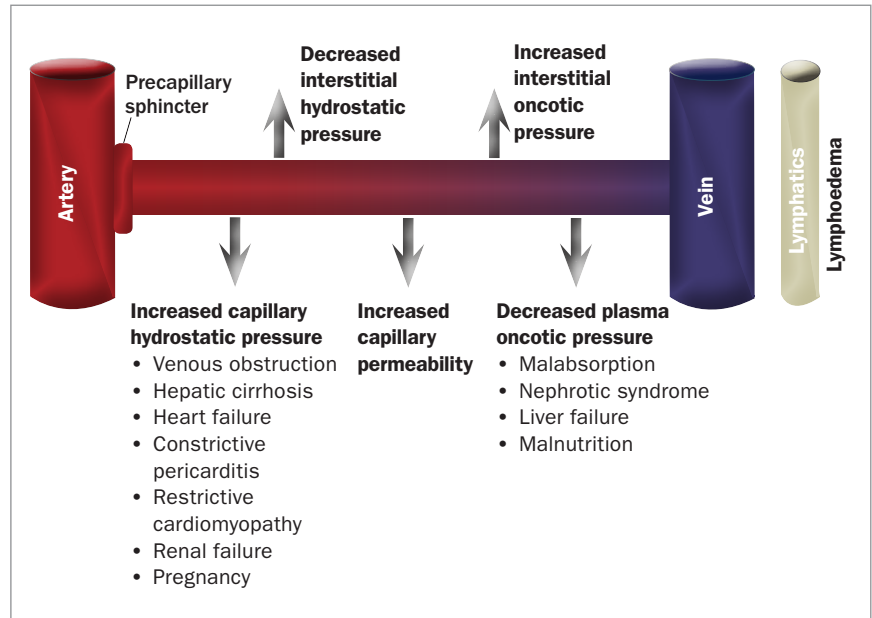 Precapillary
sphincter
Decreased
interstitial
hydrostatic
pressure
Increased
interstitial
oncotic
pressure
Artery
Vein
Lymphatics
Lymphoedema
Increased capillary
hydrostatic pressure
• Venous obstruction
• Hepatic cirrhosis
• Heart failure
• Constrictive
pericarditis
• Restrictive
cardiomyopathy
• Renal failure
• Pregnancy
Increased
capillary
permeability
Decreased plasma
oncotic pressure
• Malabsorption
• Nephrotic syndrome
• Liver failure
• Malnutrition